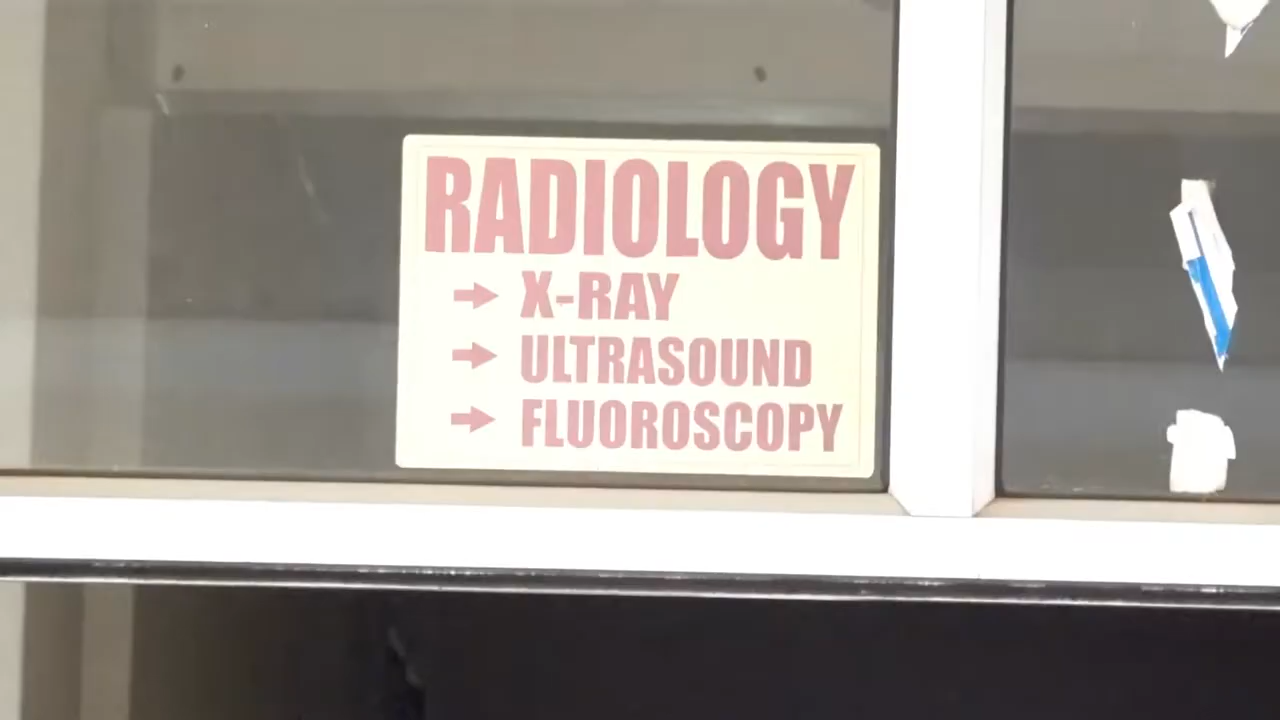 RADIOLOGY
→ X-RAY
→ ULTRASOUND
→ FLUOROSCOPY